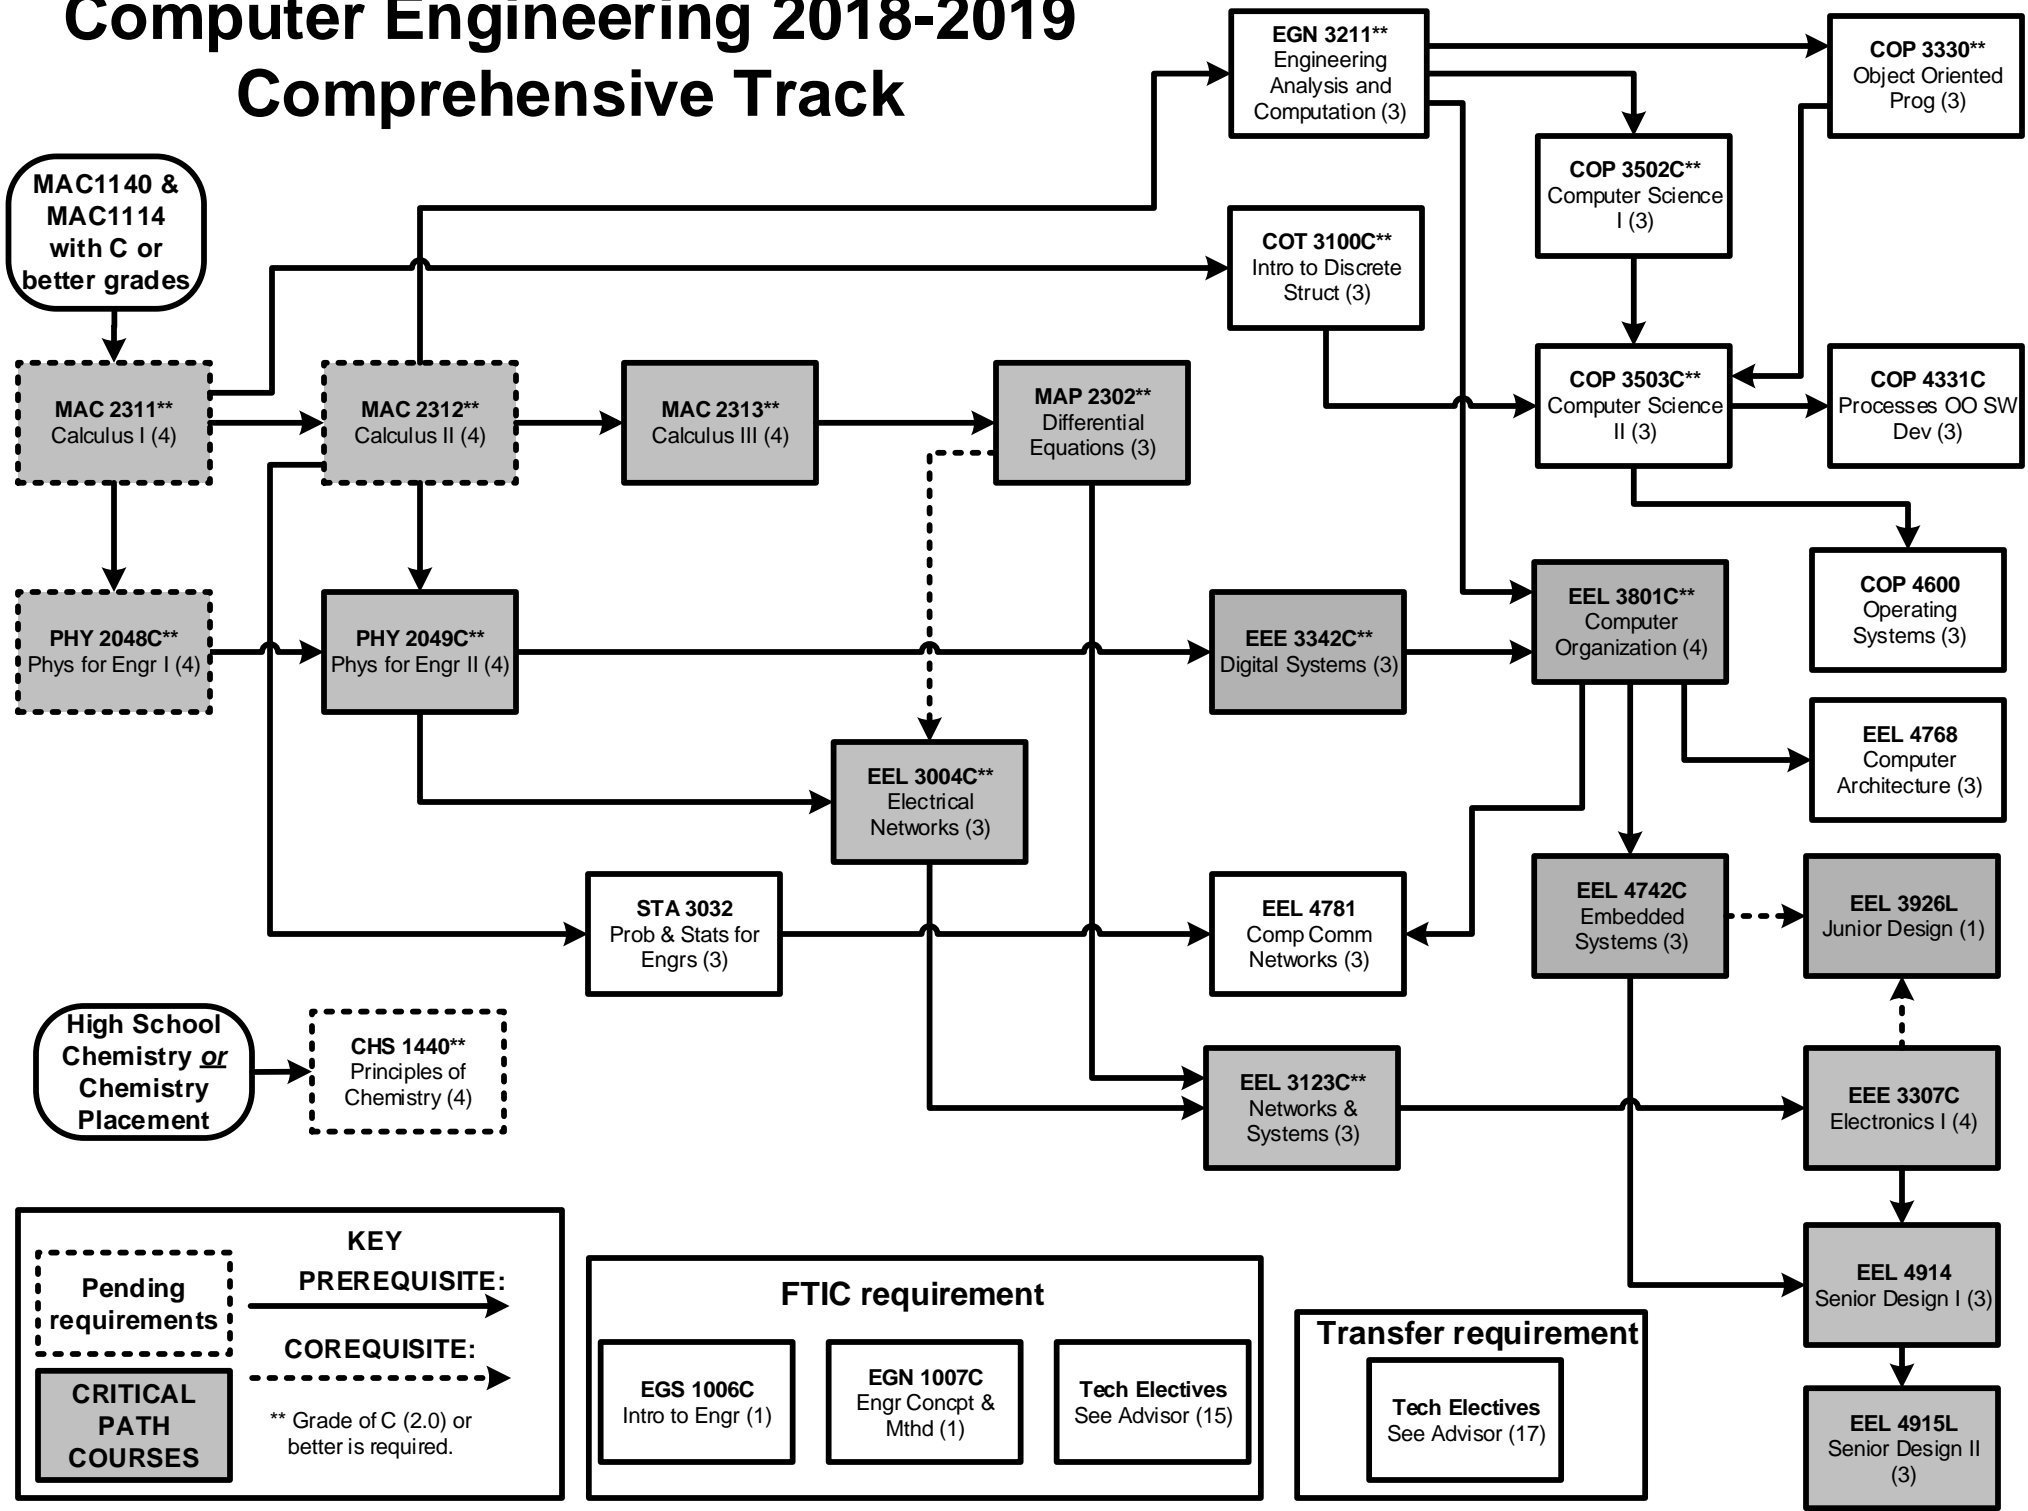 Computer Engineering 2018-2019
Comprehensive Track
EGN 3211**
Engineering
Analysis and
Computation (3)
COP 3330**
Object Oriented
Prog (3)
MAC1140 &
MAC1114
with C or
better grades
COP 3502C**
Computer Science
I (3)
COT 3100C**
Intro to Discrete
Struct (3)
MAC 2311**
Calculus I (4)
MAC 2312**
Calculus II (4)
MAC 2313**
Calculus III (4)
MAP 2302**
Differential
Equations (3)
COP 3503C**
Computer Science
II (3)
COP 4331C
Processes OO SW
Dev (3)
PHY 2048C**
Phys for Engr I (4)
PHY 2049C**
Phys for Engr II (4)
EEE 3342C**
Digital Systems (3)
EEL 3801C**
Computer
Organization (4)
COP 4600
Operating
Systems (3)
EEL 3004C**
Electrical
Networks (3)
EEL 4768
Computer
Architecture (3)
STA 3032
Prob & Stats for
Engrs (3)
EEL 4781
Comp Comm
Networks (3)
EEL 4742C
Embedded
Systems (3)
EEL 3926L
Junior Design (1)
High School
Chemistry or
Chemistry
Placement
CHS 1440**
Principles of
Chemistry (4)
EEL 3123C**
Networks &
Systems (3)
EEE 3307C
Electronics I (4)
EEL 4914
Senior Design I (3)
EEL 4915L
Senior Design II
(3)
KEY
Pending
requirements
PREREQUISITE:
COREQUISITE:
CRITICAL
PATH
COURSES
** Grade of C (2.0) or
better is required.
FTIC requirement
EGS 1006C
Intro to Engr (1)
EGN 1007C
Engr Concpt &
Mthd (1)
Tech Electives
See Advisor (15)
Transfer requirement
Tech Electives
See Advisor (17)